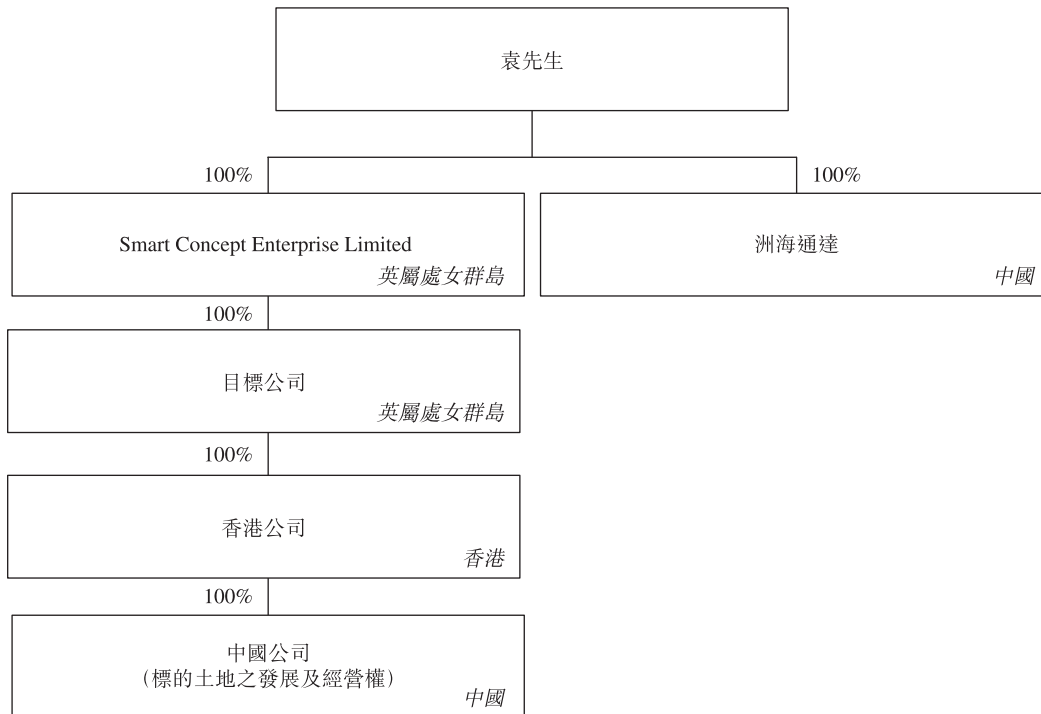 袁先生
100%
100%
Smart Concept Enterprise Limited
英屬處女群島
洲海通達
中國
100%
目標公司
英屬處女群島
100%
香港公司
香港
100%
中國公司
（標的土地之發展及經營權）
中國